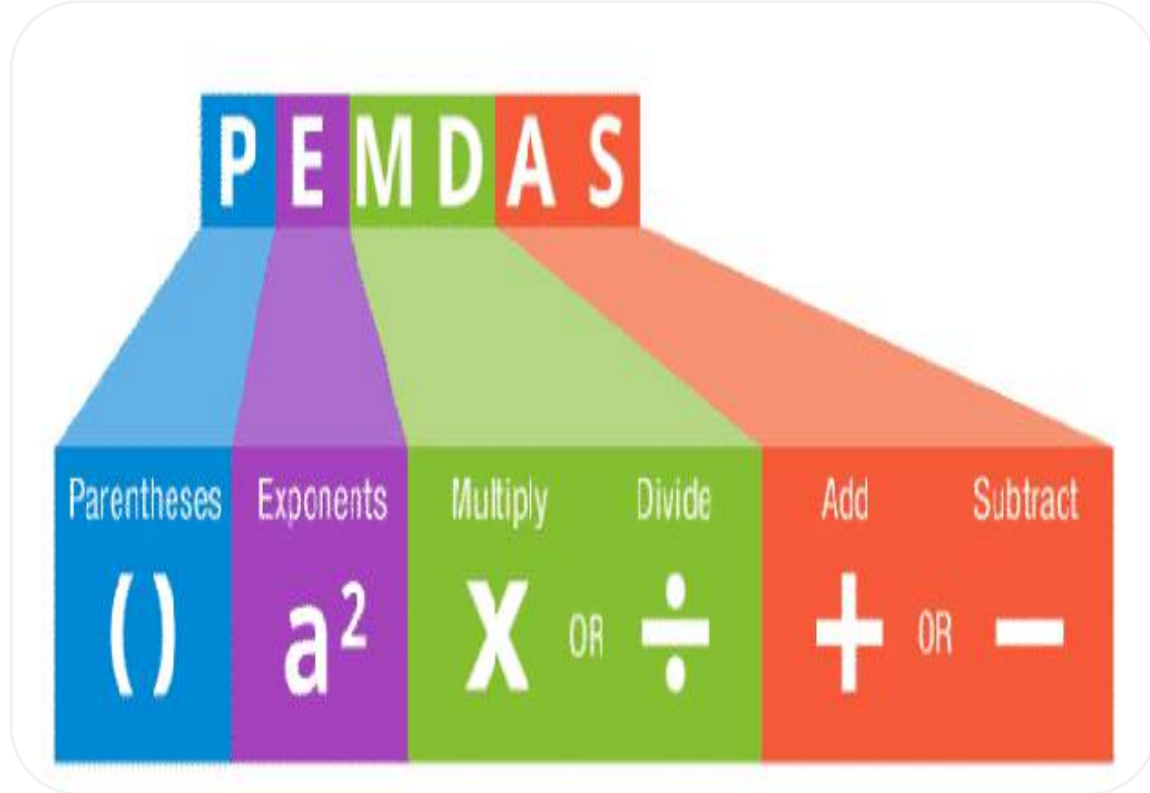 PEMDAS
Parentheses Exponents Multiply Divide Add Subtract
( ) a² X OR ÷ + OR −